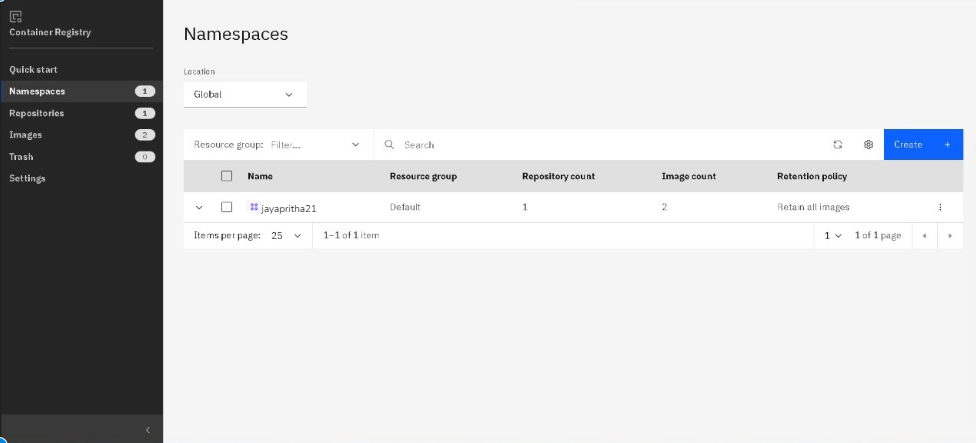 Container Registry
Quick start
Namespaces 1
Repositories 1
Images 2
Trash 0
Settings
Namespaces
Location
Global
Resource group: Filter... Search Create +
Name Resource group Repository count Image count Retention policy
jayapritha21 Default 1 2 Retain all images
Items per page: 25 1–1 of 1 item 1 1 of 1 page